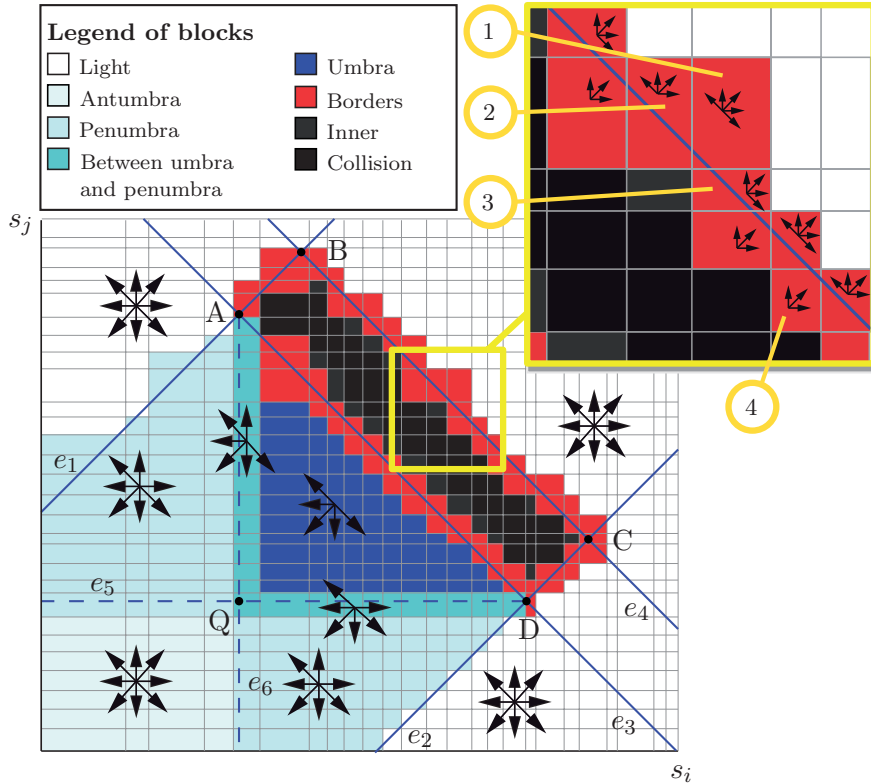 Legend of blocks
Light
Antumbra
Penumbra
Between umbra
and penumbra
Umbra
Borders
Inner
Collision
1
2
3
4
s_j
A
B
C
D
Q
e_1
e_5
e_6
e_2
e_3
e_4
s_i